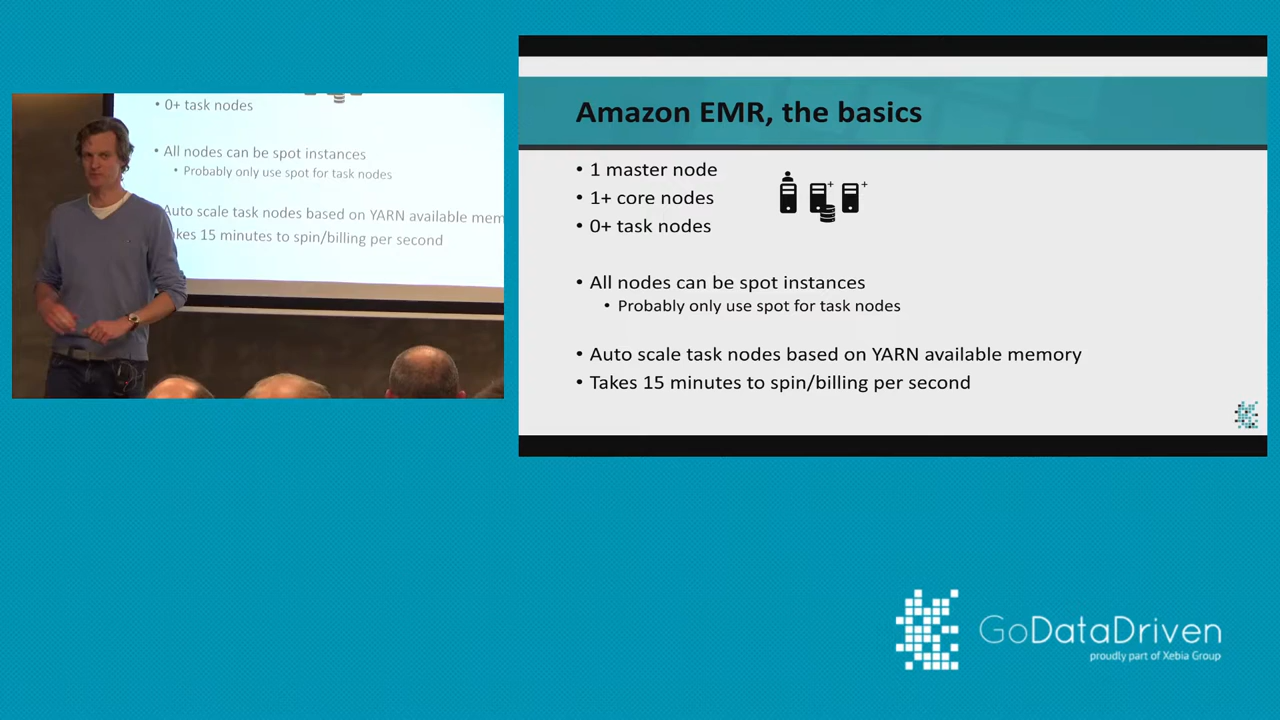 • 0+ task nodes
• All nodes can be spot instances
• Probably only use spot for task nodes
Auto scale task nodes based on YARN available mem
akes 15 minutes to spin/billing per second
Amazon EMR, the basics
• 1 master node
• 1+ core nodes
• 0+ task nodes
• All nodes can be spot instances
• Probably only use spot for task nodes
• Auto scale task nodes based on YARN available memory
• Takes 15 minutes to spin/billing per second
GoDataDriven
proudly part of Xebia Group